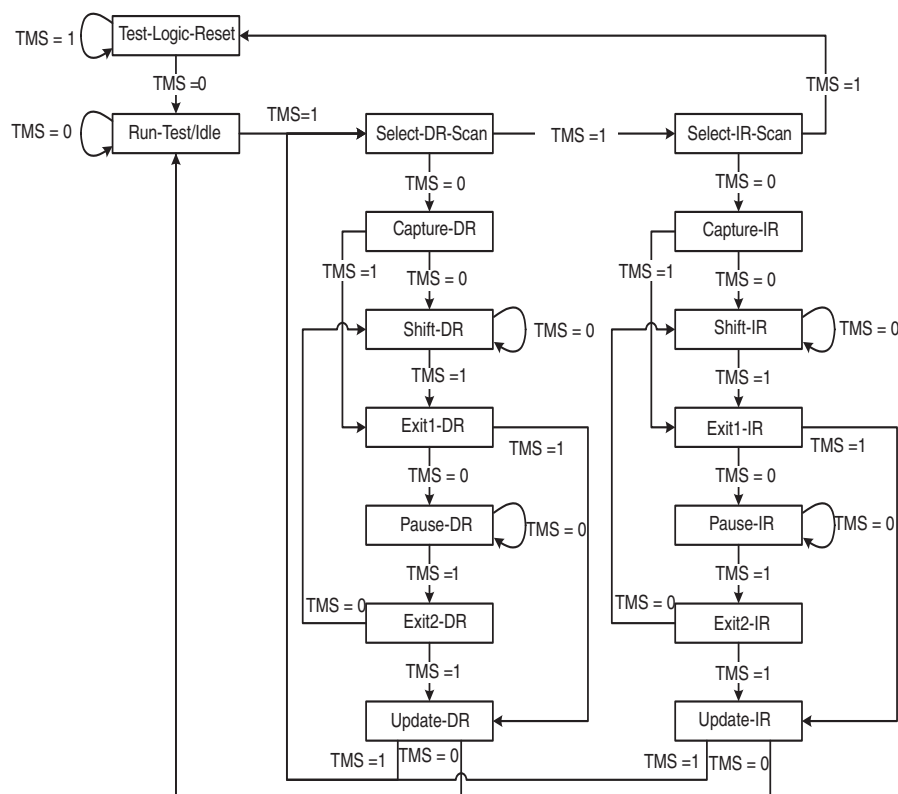 Test-Logic-Reset
TMS = 1
TMS =0
TMS =1
TMS = 0
Run-Test/Idle
TMS=1
Select-DR-Scan
TMS =1
Select-IR-Scan
TMS = 0
TMS = 0
Capture-DR
Capture-IR
TMS =1
TMS = 0
TMS =1
TMS = 0
Shift-DR
TMS = 0
Shift-IR
TMS = 0
TMS =1
TMS =1
Exit1-DR
TMS =1
Exit1-IR
TMS =1
TMS = 0
TMS = 0
Pause-DR
TMS = 0
Pause-IR
TMS = 0
TMS =1
TMS =1
TMS = 0
Exit2-DR
TMS = 0
Exit2-IR
TMS =1
TMS =1
Update-DR
Update-IR
TMS =1
TMS = 0
TMS =1
TMS = 0